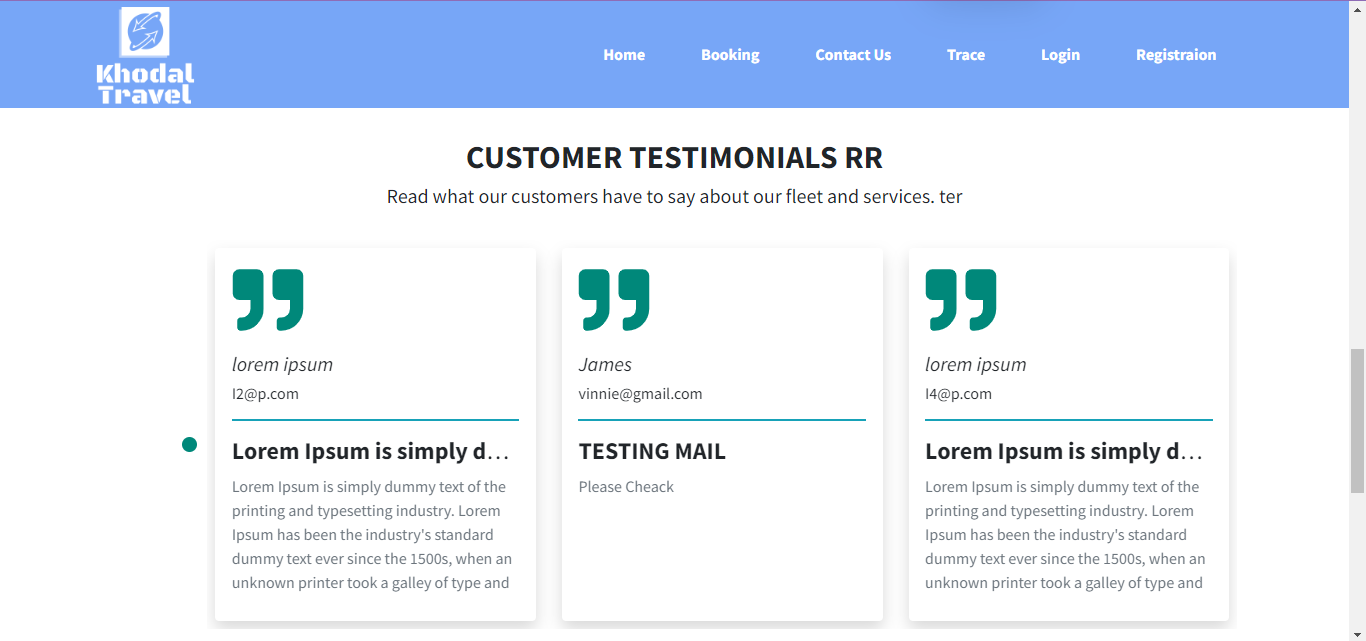 Khodal
Travel
Home Booking Contact Us Trace Login Registraion
CUSTOMER TESTIMONIALS RR
Read what our customers have to say about our fleet and services. ter
lorem ipsum
l2@p.com
Lorem Ipsum is simply d...
Lorem Ipsum is simply dummy text of the
printing and typesetting industry. Lorem
Ipsum has been the industry's standard
dummy text ever since the 1500s, when an
unknown printer took a galley of type and
James
vinnie@gmail.com
TESTING MAIL
Please Cheack
lorem ipsum
l4@p.com
Lorem Ipsum is simply d...
Lorem Ipsum is simply dummy text of the
printing and typesetting industry. Lorem
Ipsum has been the industry's standard
dummy text ever since the 1500s, when an
unknown printer took a galley of type and